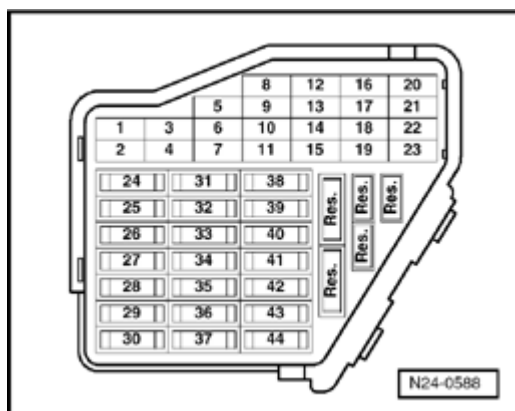 8 12 16 20
5 9 13 17 21
1 3 6 10 14 18 22
2 4 7 11 15 19 23
24 31 38
25 32 39
26 33 40
27 34 41
28 35 42
29 36 43
30 37 44
Res. Res. Res.
Res. Res.
N24-0588